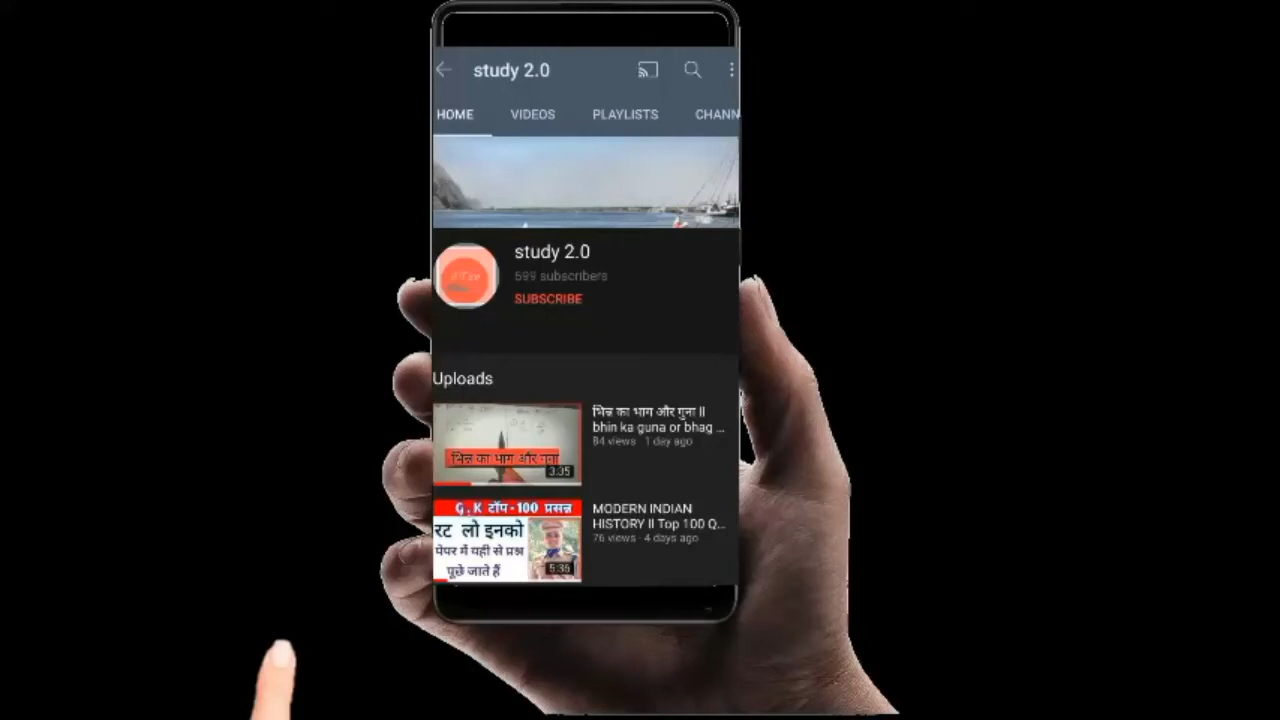 study 2.0
HOME VIDEOS PLAYLISTS CHANN
study 2.0
599 subscribers
SUBSCRIBE
Uploads
भिन्न का भाग और गुना
3:35
भिन्न का भाग और गुना ll
bhin ka guna or bhag ...
84 views · 1 day ago
G.K टॉप-100 प्रसन्न
रट लो इनको
पेपर में यही से प्रश्न
पूछे जाते हैं
5:36
MODERN INDIAN
HISTORY ll Top 100 Q...
76 views · 4 days ago